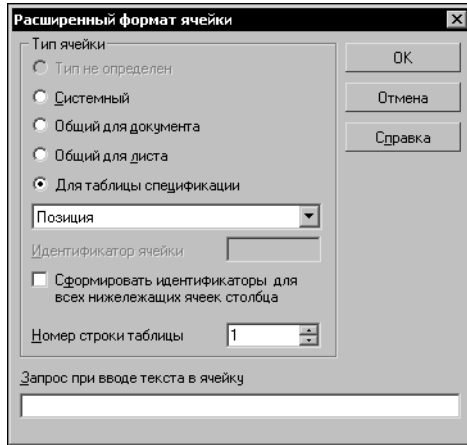 Расширенный формат ячейки
Тип ячейки
Тип не определен
Системный
Общий для документа
Общий для листа
Для таблицы спецификации
Позиция
Идентификатор ячейки
Сформировать идентификаторы для
всех нижележащих ячеек столбца
Номер строки таблицы 1
Запрос при вводе текста в ячейку
OK
Отмена
Справка